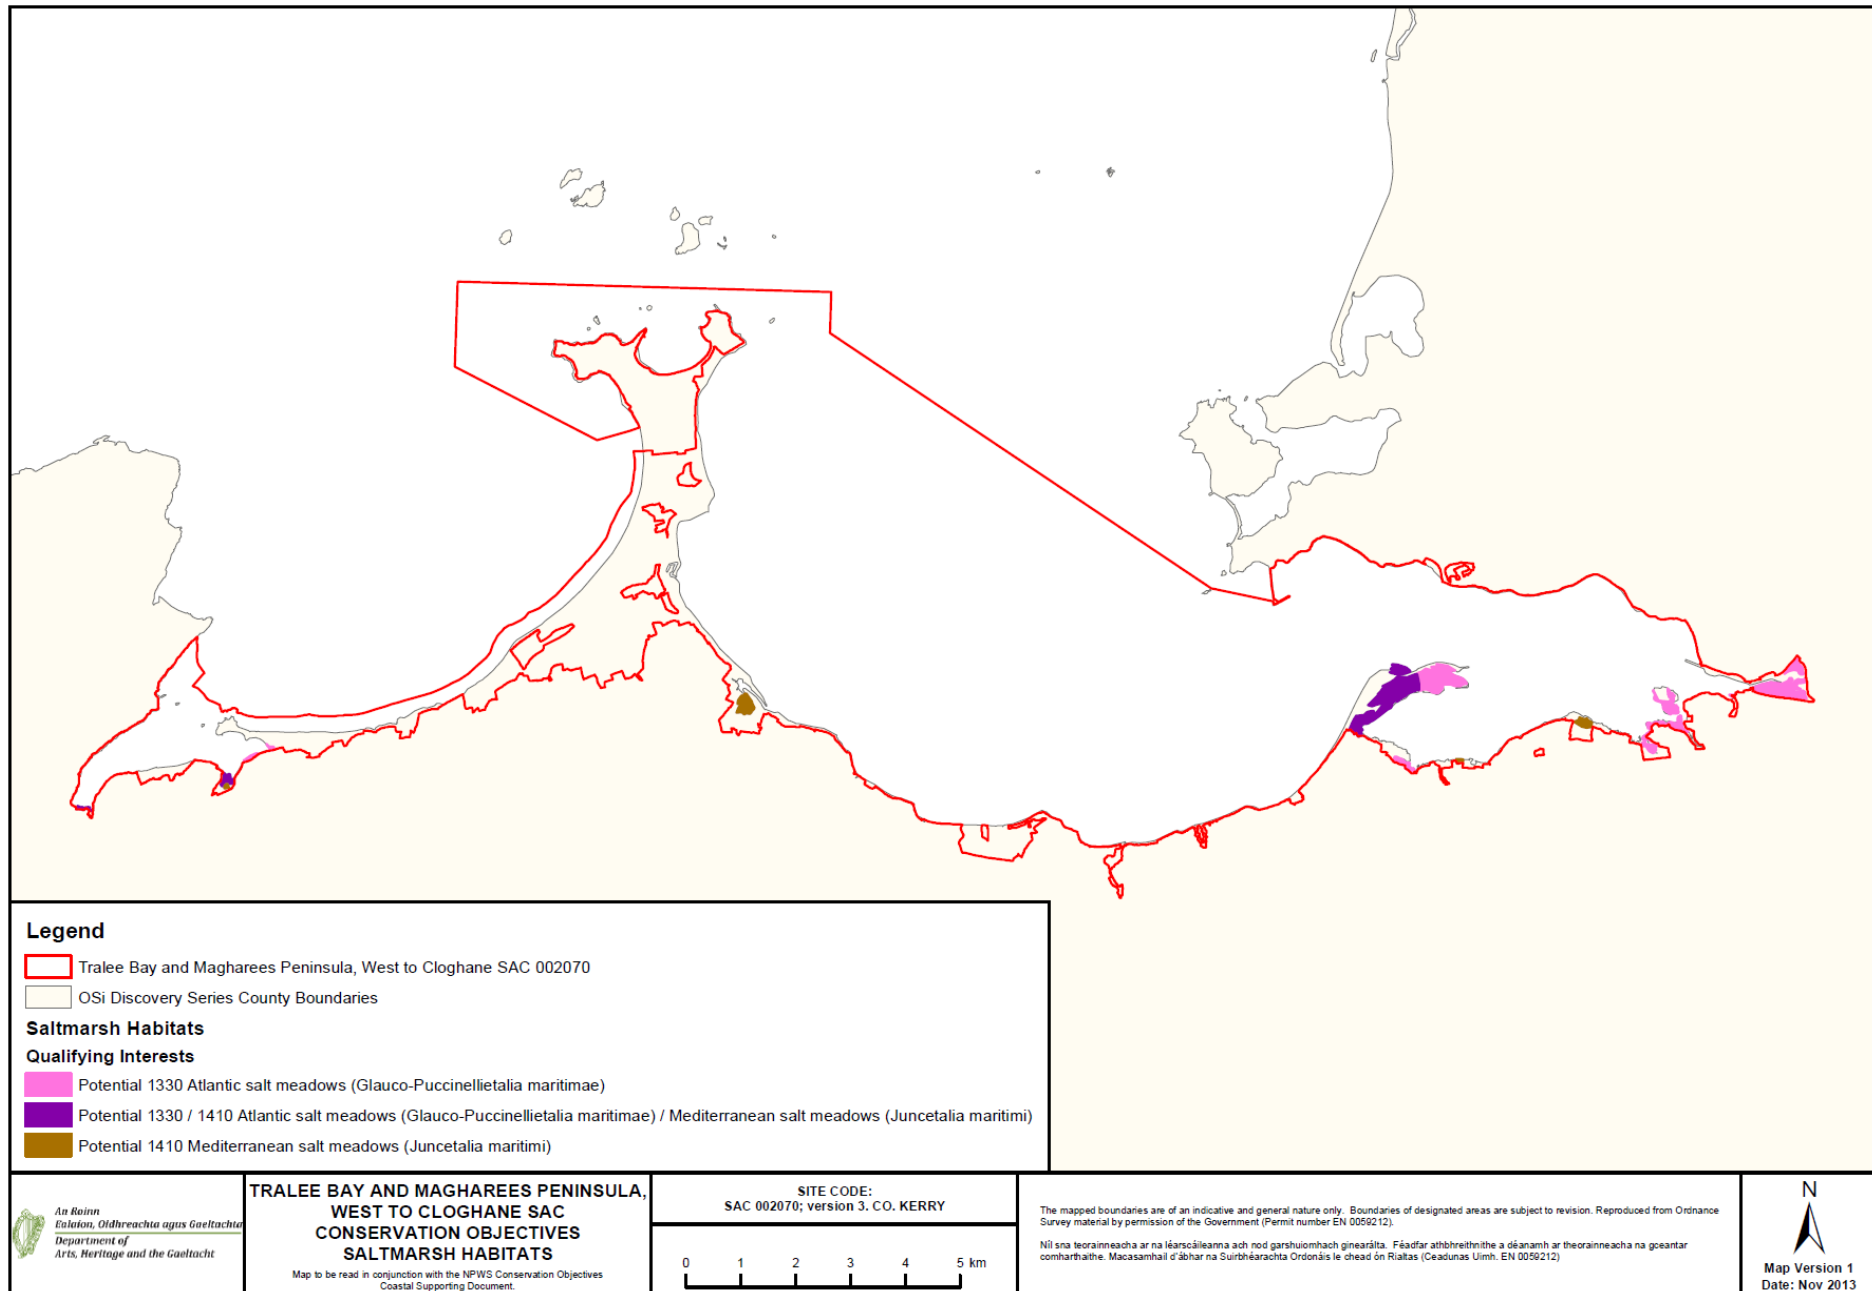 Legend
Tralee Bay and Magharees Peninsula, West to Cloghane SAC 002070
OSi Discovery Series County Boundaries
Saltmarsh Habitats
Qualifying Interests
Potential 1330 Atlantic salt meadows (Glauco-Puccinellietalia maritimae)
Potential 1330 / 1410 Atlantic salt meadows (Glauco-Puccinellietalia maritimae) / Mediterranean salt meadows (Juncetalia maritimi)
Potential 1410 Mediterranean salt meadows (Juncetalia maritimi)
An Roinn
Ealaíon, Oidhreachta agus Gaeltachta
Department of
Arts, Heritage and the Gaeltacht
TRALEE BAY AND MAGHAREES PENINSULA,
WEST TO CLOGHANE SAC
CONSERVATION OBJECTIVES
SALTMARSH HABITATS
Map to be read in conjunction with the NPWS Conservation Objectives
Coastal Supporting Document.
SITE CODE:
SAC 002070; version 3. CO. KERRY
0 1 2 3 4 5 km
The mapped boundaries are of an indicative and general nature only. Boundaries of designated areas are subject to revision. Reproduced from Ordnance
Survey material by permission of the Government (Permit number EN 0059212).
Níl sna teorainneacha ar na léarscáileanna ach nod garshuiomhach ginearálta. Féadfar athbhreithnithe a déanamh ar theorainneacha na gceantar
comharthaithe. Macasamhail d'ábhar na Suirbhéarachta Ordonáis le chead ón Rialtas (Ceadunas Uimh. EN 0059212)
N
Map Version 1
Date: Nov 2013